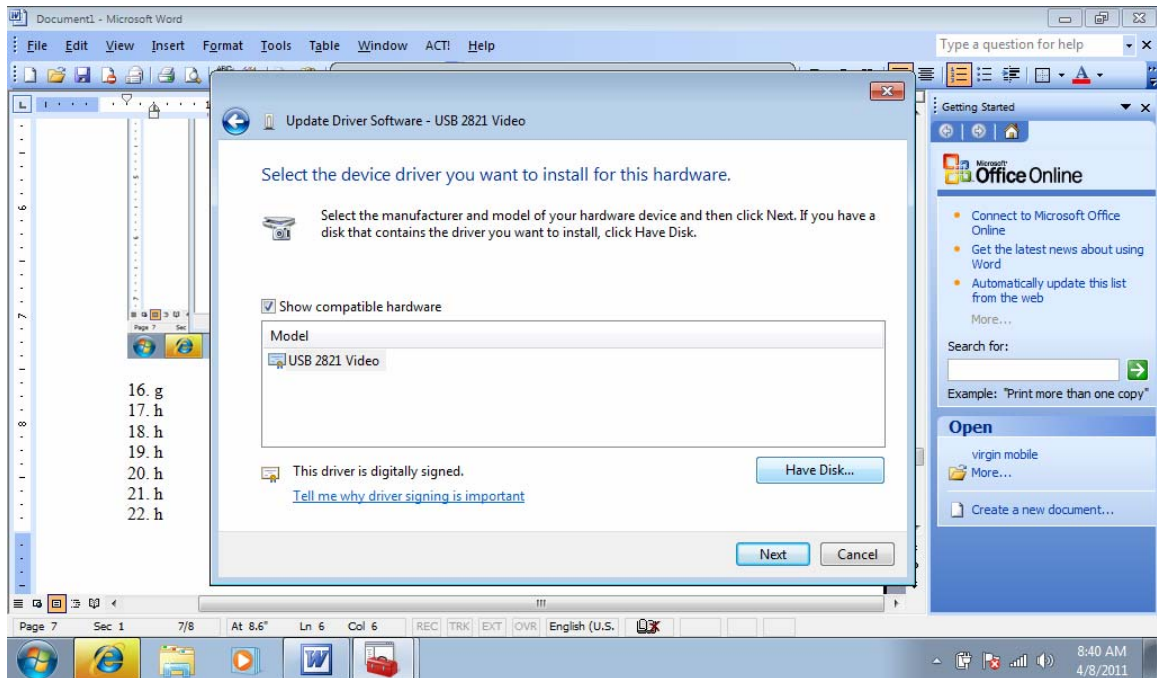 Document1 - Microsoft Word
File Edit View Insert Format Tools Table Window ACT! Help
Type a question for help
Update Driver Software - USB 2821 Video
Select the device driver you want to install for this hardware.
Select the manufacturer and model of your hardware device and then click Next. If you have a
disk that contains the driver you want to install, click Have Disk.
Show compatible hardware
Model
USB 2821 Video
This driver is digitally signed.
Tell me why driver signing is important
Have Disk...
Next
Cancel
Page 7 Sec
16. g
17. h
18. h
19. h
20. h
21. h
22. h
Getting Started
Microsoft
Office Online
Connect to Microsoft Office
Online
Get the latest news about using
Word
Automatically update this list
from the web
More...
Search for:
Example: "Print more than one copy"
Open
virgin mobile
More...
Create a new document...
Page 7 Sec 1 7/8 At 8.6" Ln 6 Col 6 REC TRK EXT OVR English (U.S.
8:40 AM
4/8/2011